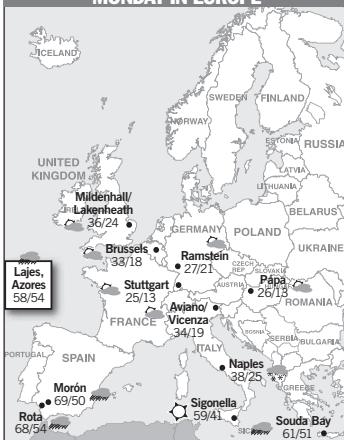 MONDAY IN EUROPE
ICELAND
SWEDEN
FINLAND
NORWAY
ESTONIA
RUSSIA
LATVIA
LITHUANIA
UNITED
KINGDOM
Mildenhall/
Lakenheath
36/24
BELARUS
POLAND
GERMANY
UKRAINE
Brussels
33/18
Ramstein
27/21
Lajes,
Azores
58/54
CZECH
REP.
SLOVAKIA
Pápa
26/13
Stuttgart
25/13
AUSTRIA
ROMANIA
Aviano/
Vicenza
34/19
FRANCE
BOSNIA
SERBIA
BULGARIA
ITALY
PORTUGAL
SPAIN
Naples
38/25
GREECE
Morón
69/50
Sigonella
59/41
Rota
68/54
Souda Bay
61/51